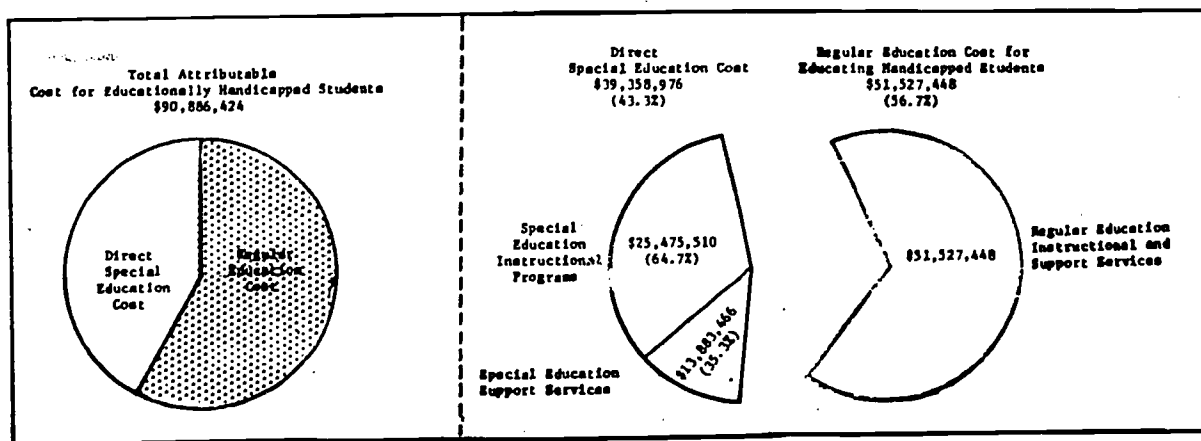 Total Attributable
Cost for Educationally Handicapped Students
$90,886,424
Direct
Special
Education
Cost
Regular
Education
Cost
Direct
Special Education Cost
$39,358,976
(43.3%)
Regular Education Cost for
Educating Handicapped Students
$51,527,448
(56.7%)
Special
Education
Instructional
Programs
$25,475,510
(64.7%)
$13,883,466
(35.3%)
Special Education
Support Services
$51,527,448
Regular Education
Instructional and
Support Services